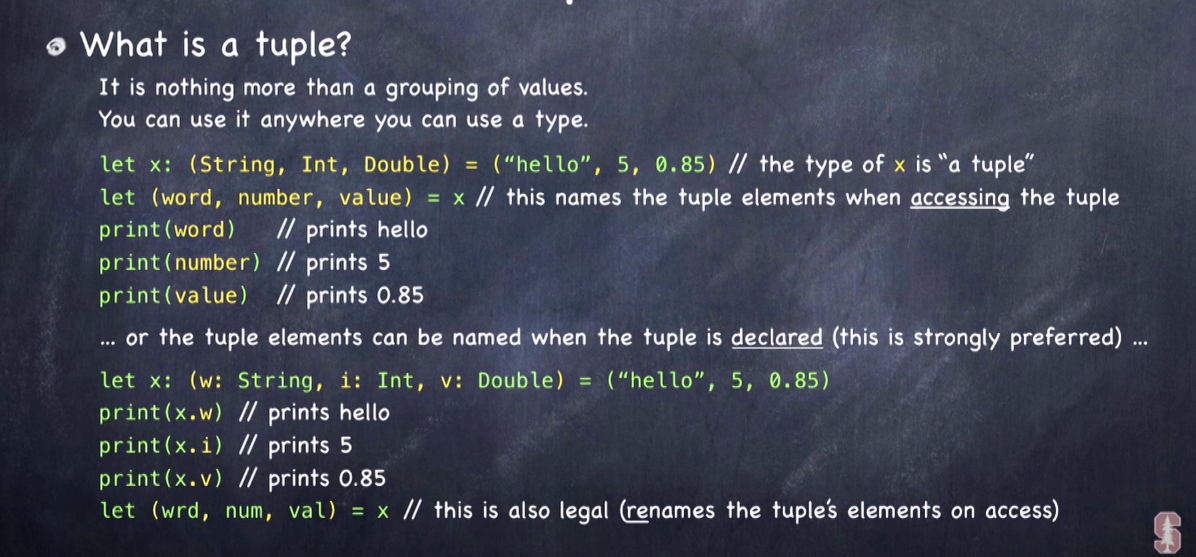 What is a tuple?
It is nothing more than a grouping of values.
You can use it anywhere you can use a type.
let x: (String, Int, Double) = (“hello”, 5, 0.85) // the type of x is “a tuple”
let (word, number, value) = x // this names the tuple elements when accessing the tuple
print(word) // prints hello
print(number) // prints 5
print(value) // prints 0.85
... or the tuple elements can be named when the tuple is declared (this is strongly preferred) ...
let x: (w: String, i: Int, v: Double) = (“hello”, 5, 0.85)
print(x.w) // prints hello
print(x.i) // prints 5
print(x.v) // prints 0.85
let (wrd, num, val) = x // this is also legal (renames the tuple’s elements on access)
S